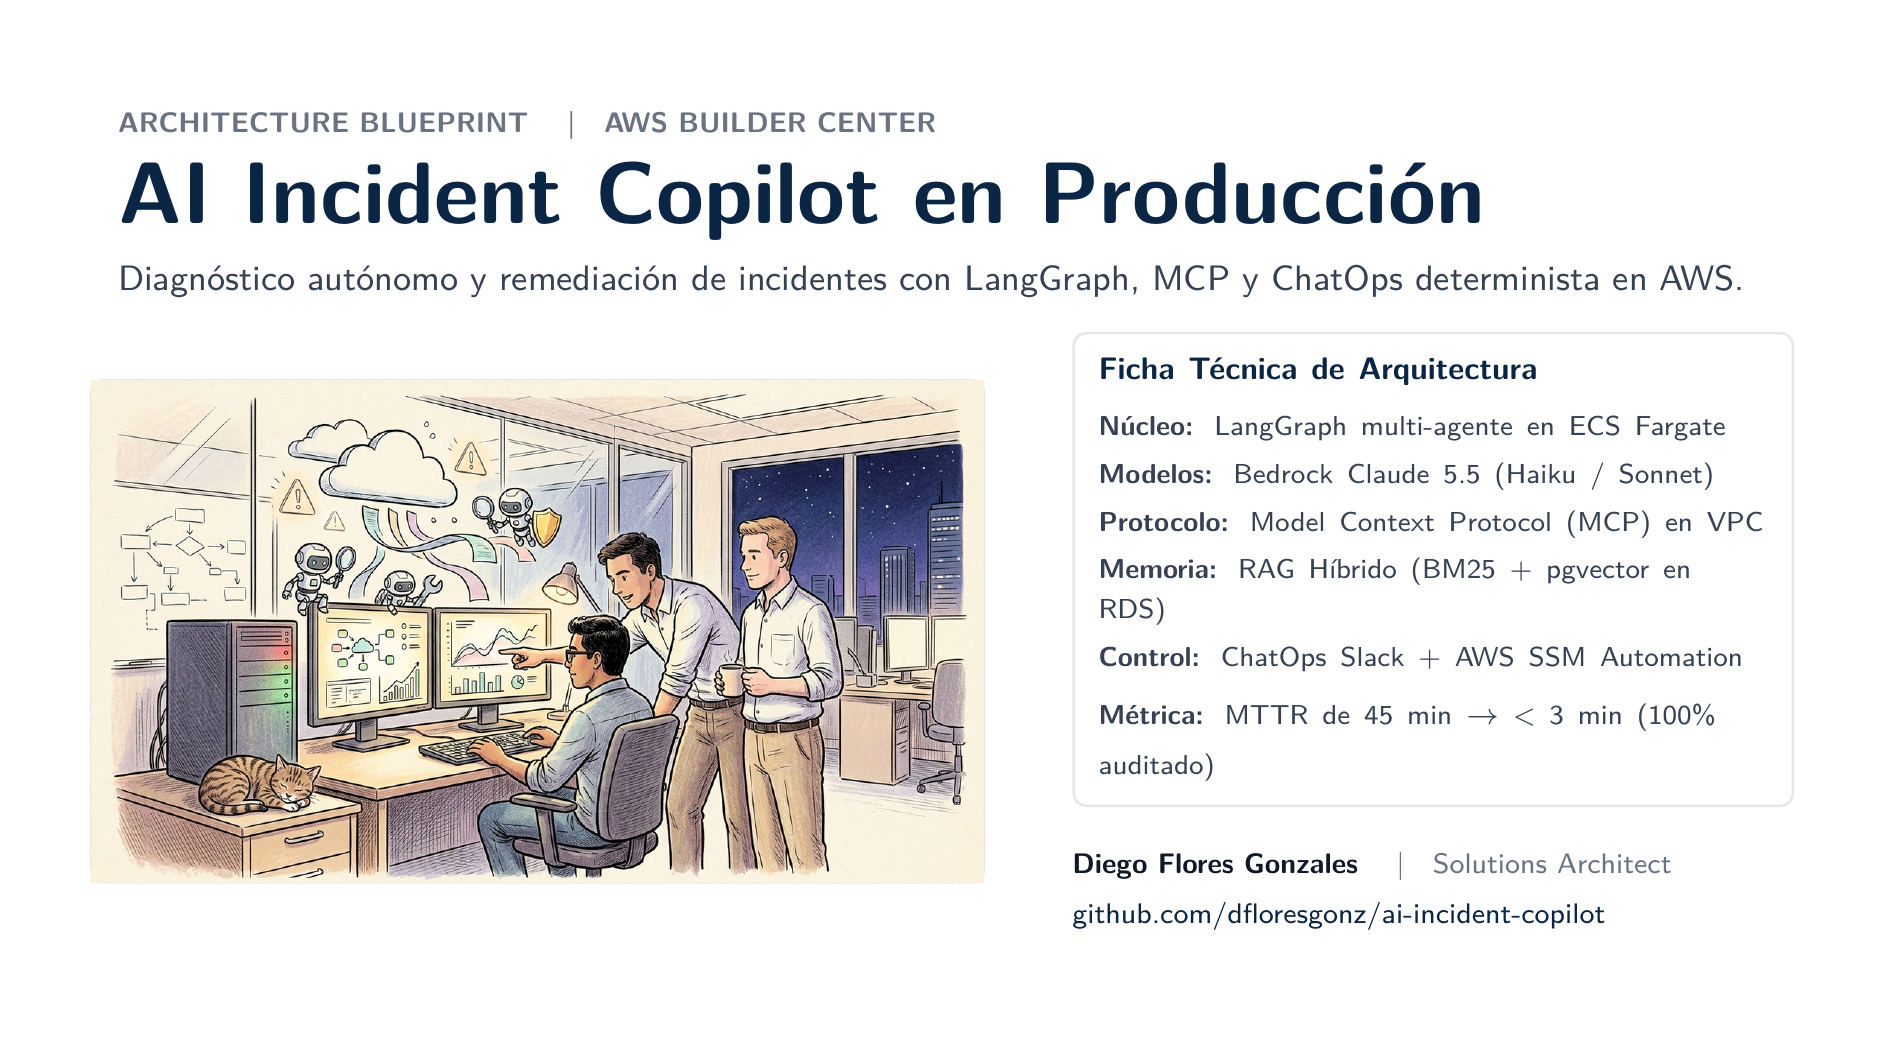 ARCHITECTURE BLUEPRINT | AWS BUILDER CENTER
AI Incident Copilot en Producción
Diagnóstico autónomo y remediación de incidentes con LangGraph, MCP y ChatOps determinista en AWS.
Ficha Técnica de Arquitectura
Núcleo: LangGraph multi-agente en ECS Fargate
Modelos: Bedrock Claude 5.5 (Haiku / Sonnet)
Protocolo: Model Context Protocol (MCP) en VPC
Memoria: RAG Híbrido (BM25 + pgvector en
RDS)
Control: ChatOps Slack + AWS SSM Automation
Métrica: MTTR de 45 min → < 3 min (100%
auditado)
Diego Flores Gonzales | Solutions Architect
github.com/dfloresgonz/ai-incident-copilot